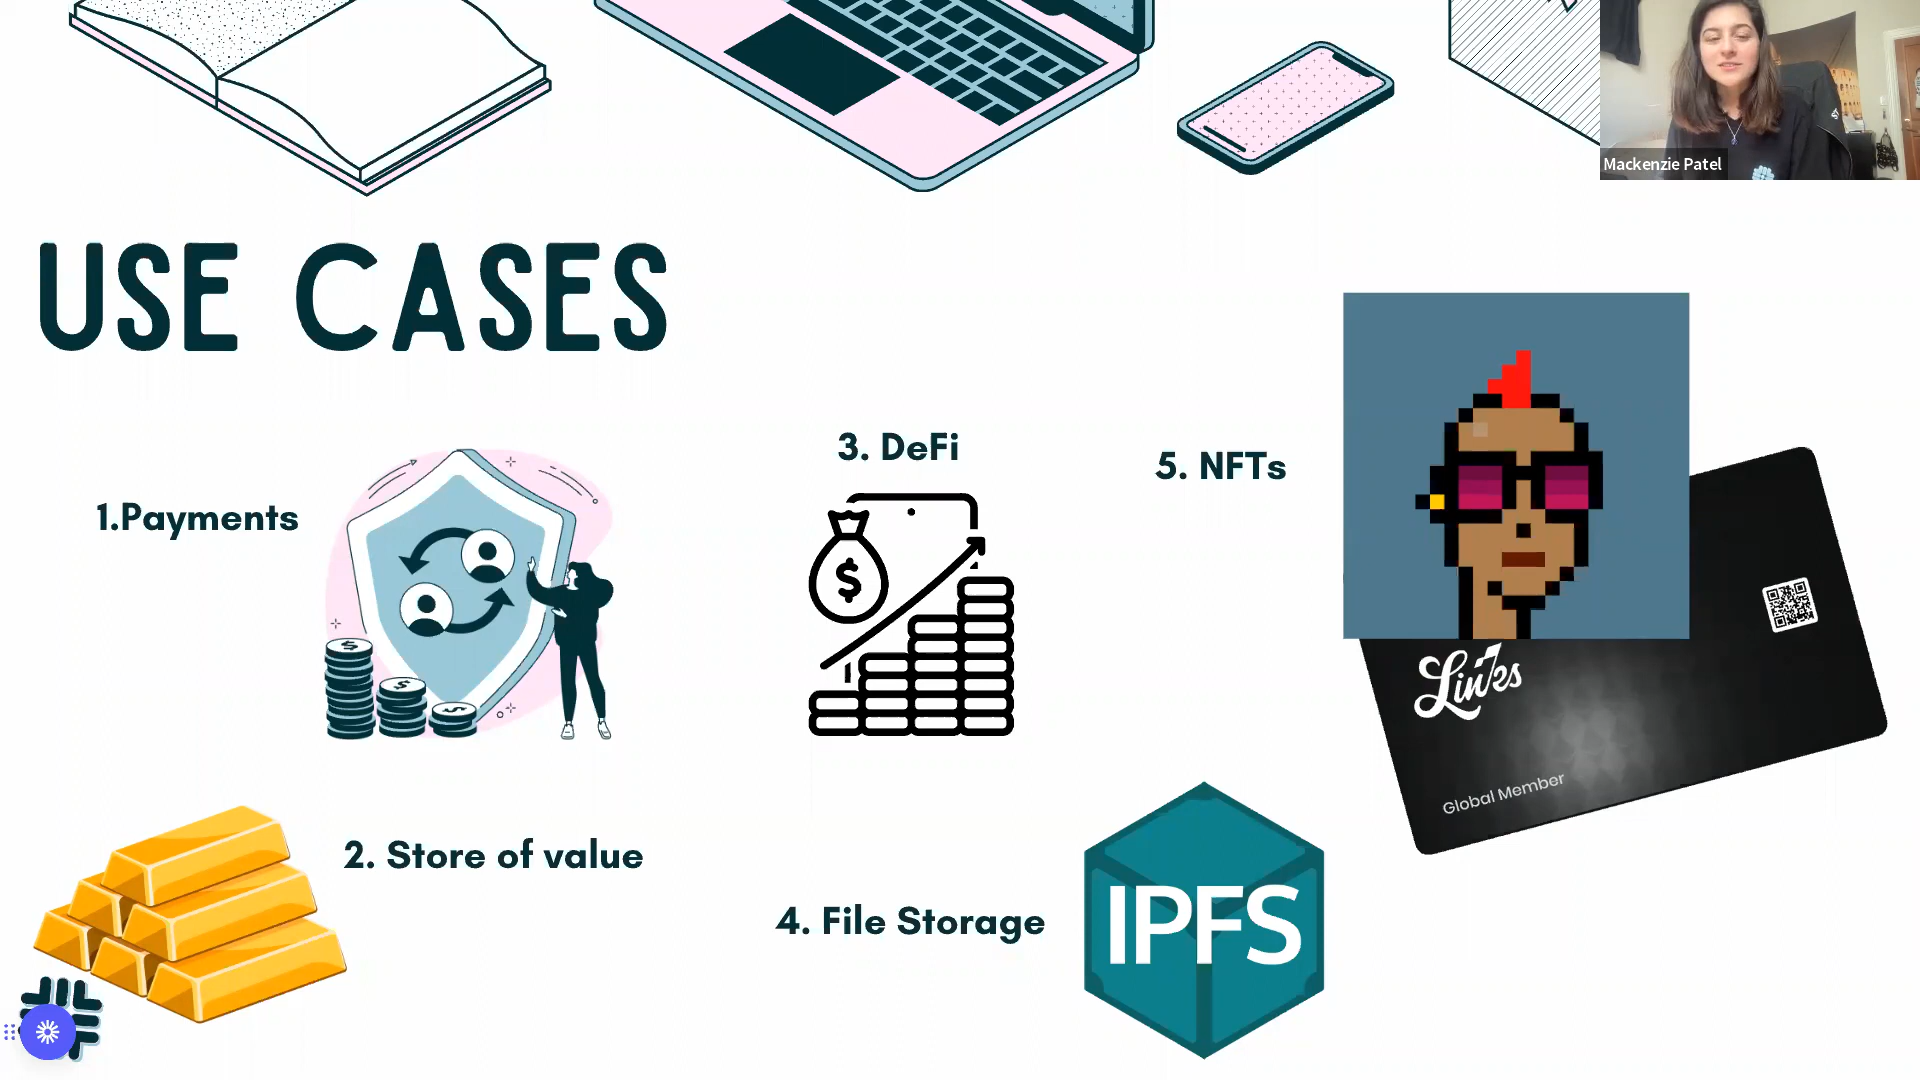 Mackenzie Patel
USE CASES
1.Payments
3. DeFi
5. NFTs
$
$
$
Links
Global Member
2. Store of value
4. File Storage
IPFS